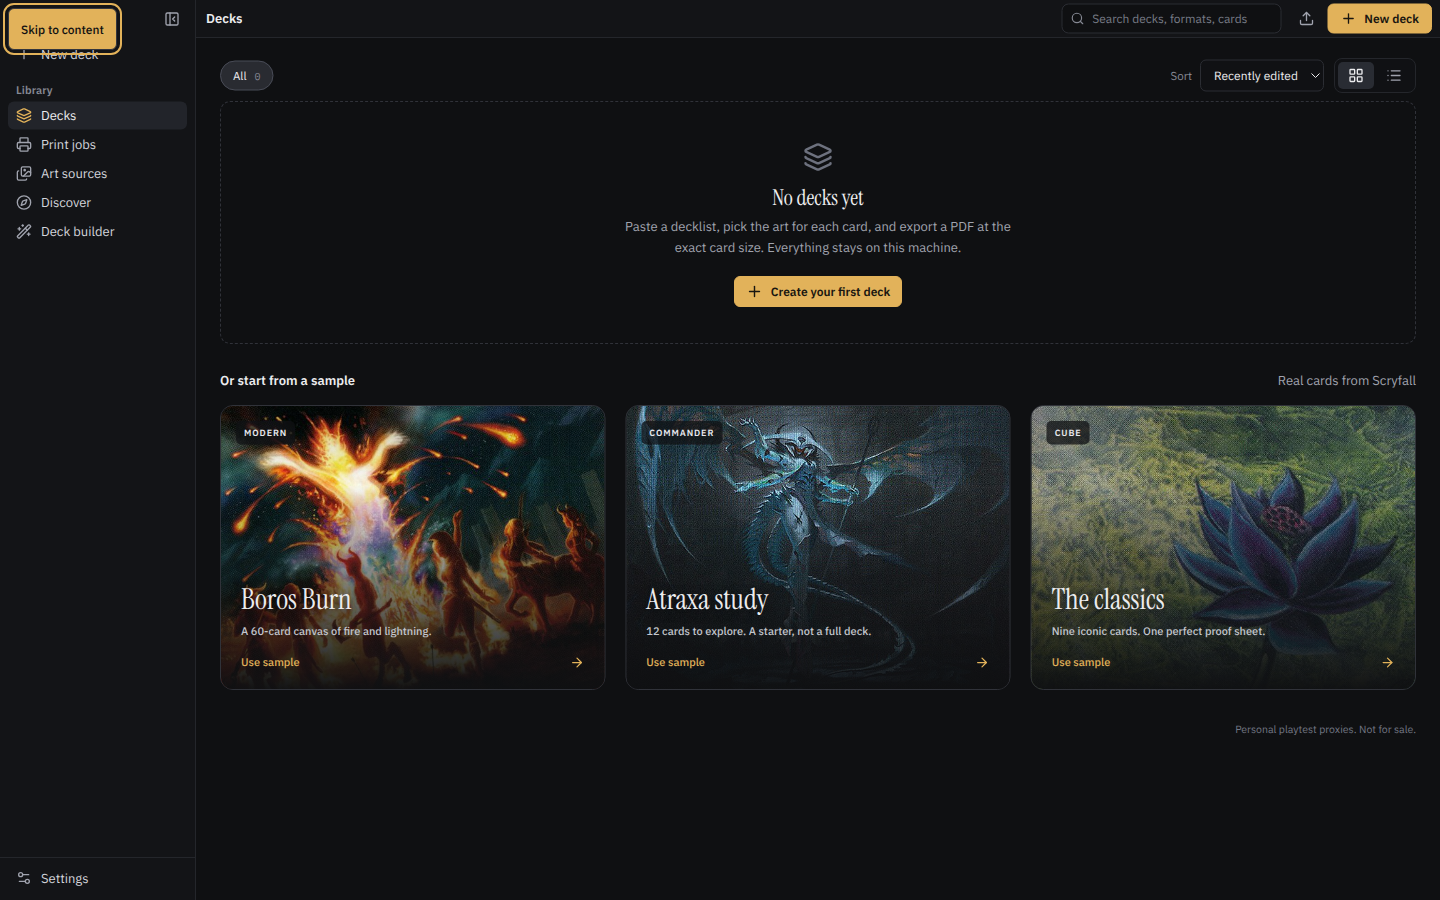 Skip to content
New deck
Library
Decks
Print jobs
Art sources
Discover
Deck builder
Settings
Decks
Search decks, formats, cards
New deck
All 0
Sort
Recently edited
No decks yet
Paste a decklist, pick the art for each card, and export a PDF at the
exact card size. Everything stays on this machine.
Create your first deck
Or start from a sample
Real cards from Scryfall
MODERN
Boros Burn
A 60-card canvas of fire and lightning.
Use sample
COMMANDER
Atraxa study
12 cards to explore. A starter, not a full deck.
Use sample
CUBE
The classics
Nine iconic cards. One perfect proof sheet.
Use sample
Personal playtest proxies. Not for sale.